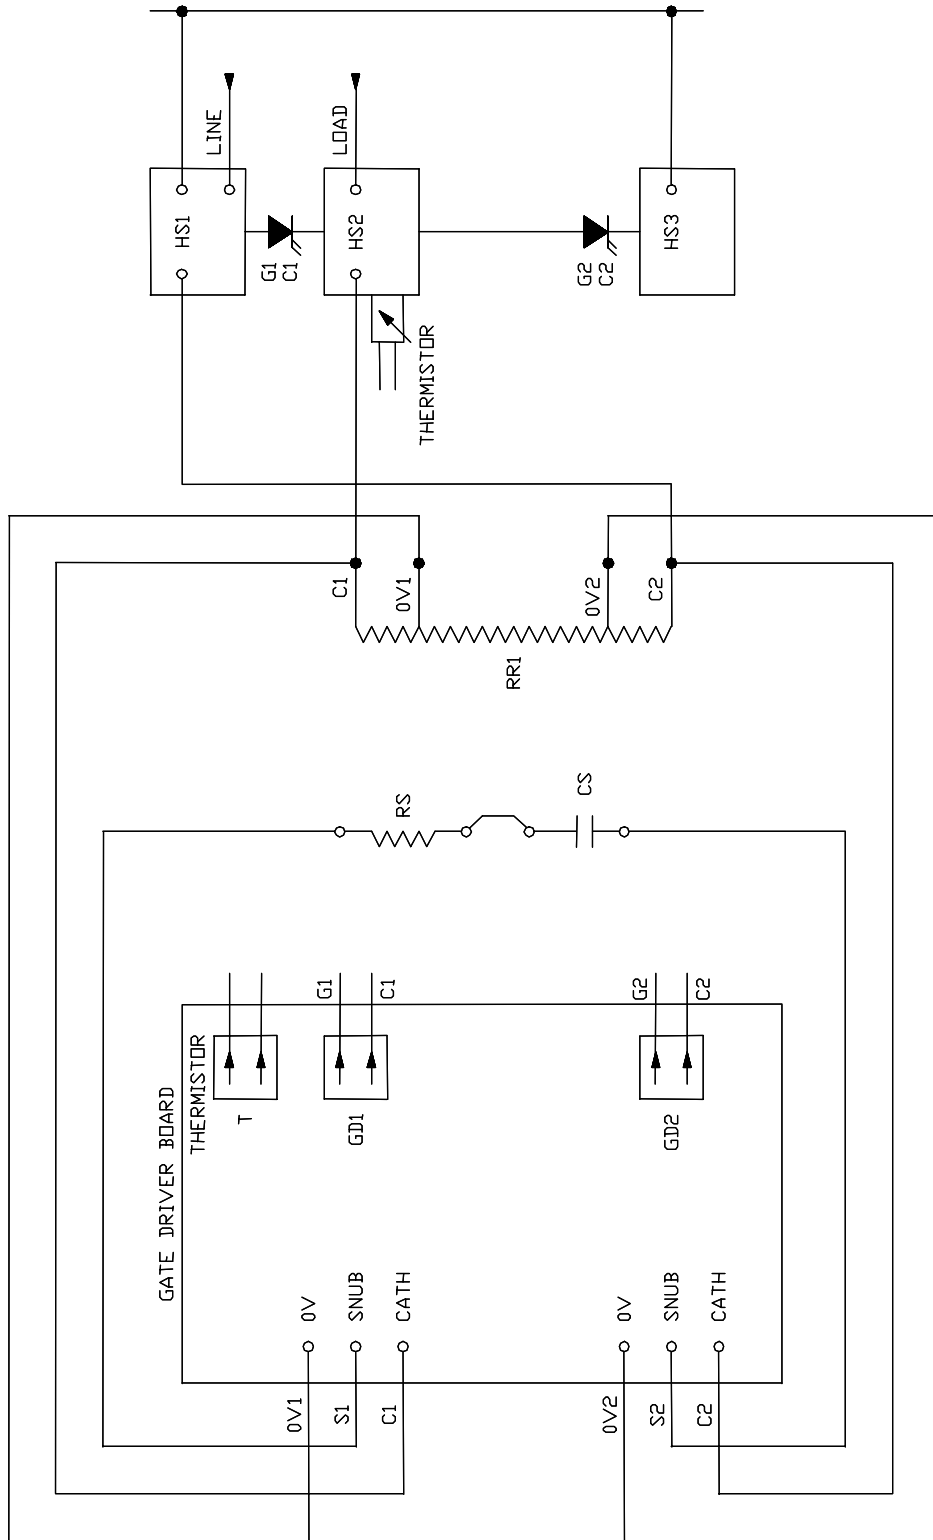 LINE
LOAD
HS1
HS2
HS3
G1
C1
G2
C2
THERMISTOR
C1
0V1
0V2
C2
RR1
RS
CS
G1
C1
G2
C2
GATE DRIVER BOARD
THERMISTOR
T
GD1
GD2
0V
SNUB
CATH
0V
SNUB
CATH
0V1
S1
C1
0V2
S2
C2